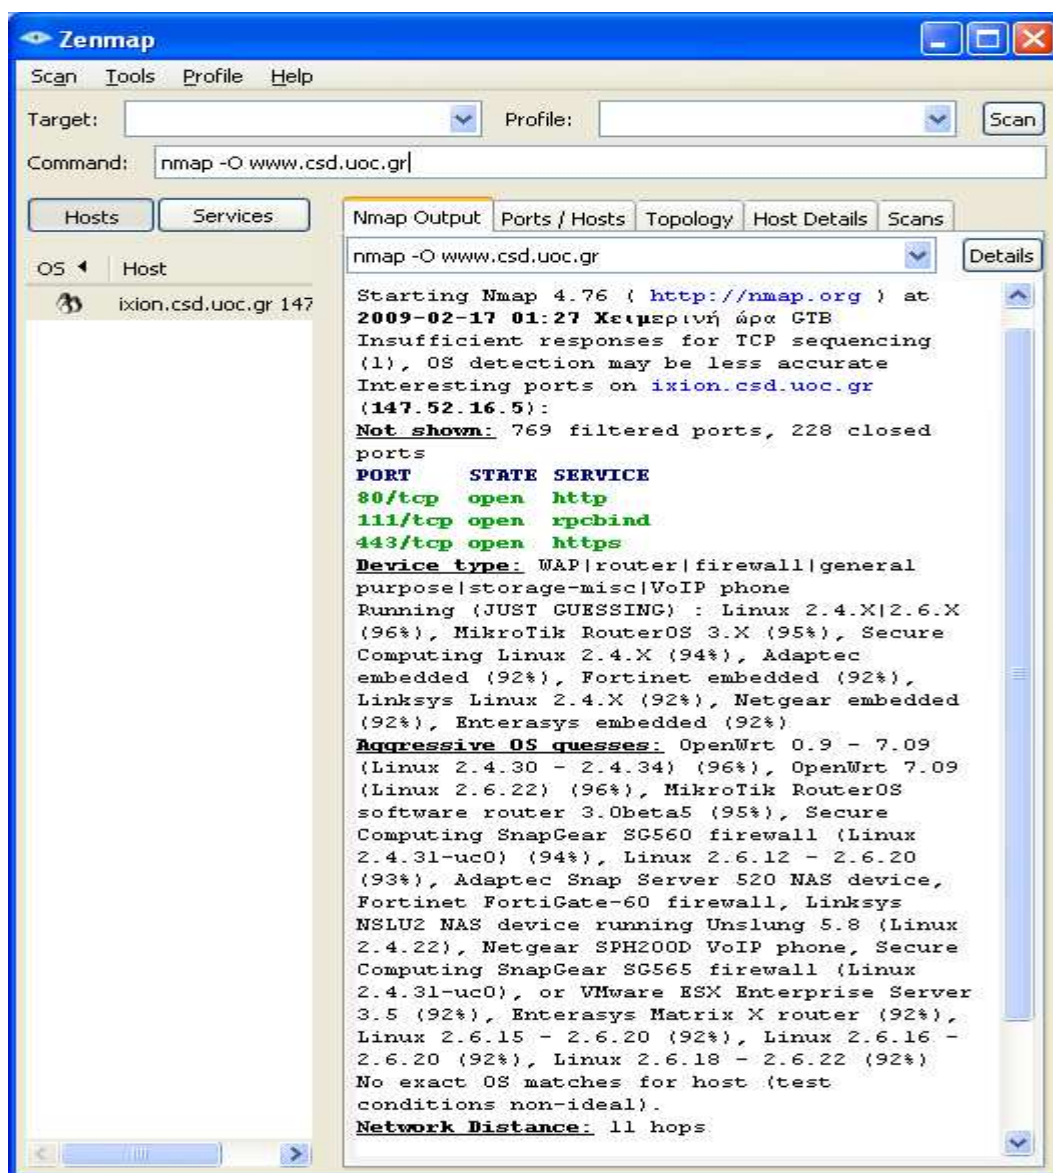 Zenmap
Scan Tools Profile Help
Target: Profile: Scan
Command: nmap -O www.csd.uoc.gr
Hosts Services
Nmap Output Ports / Hosts Topology Host Details Scans
nmap -O www.csd.uoc.gr Details
OS Host
ixion.csd.uoc.gr 147
Starting Nmap 4.76 ( http://nmap.org ) at
2009-02-17 01:27 Χειμερινή ώρα GTB
Insufficient responses for TCP sequencing
(1), OS detection may be less accurate
Interesting ports on ixion.csd.uoc.gr
(147.52.16.5):
Not shown: 769 filtered ports, 228 closed
ports
PORT STATE SERVICE
80/tcp open http
111/tcp open rpcbind
443/tcp open https
Device type: WAP|router|firewall|general
purpose|storage-misc|VoIP phone
Running (JUST GUESSING) : Linux 2.4.X|2.6.X
(96%), MikroTik RouterOS 3.X (95%), Secure
Computing Linux 2.4.X (94%), Adaptec
embedded (92%), Fortinet embedded (92%),
Linksys Linux 2.4.X (92%), Netgear embedded
(92%), Enterasys embedded (92%)
Aggressive OS guesses: OpenWrt 0.9 - 7.09
(Linux 2.4.30 - 2.4.34) (96%), OpenWrt 7.09
(Linux 2.6.22) (96%), MikroTik RouterOS
software router 3.0beta5 (95%), Secure
Computing SnapGear SG560 firewall (Linux
2.4.31-uc0) (94%), Linux 2.6.12 - 2.6.20
(93%), Adaptec Snap Server 520 NAS device,
Fortinet FortiGate-60 firewall, Linksys
NSLU2 NAS device running Unslung 5.8 (Linux
2.4.22), Netgear SPH200D VoIP phone, Secure
Computing SnapGear SG565 firewall (Linux
2.4.31-uc0), or VMware ESX Enterprise Server
3.5 (92%), Enterasys Matrix X router (92%),
Linux 2.6.15 - 2.6.20 (92%), Linux 2.6.16 -
2.6.20 (92%), Linux 2.6.18 - 2.6.22 (92%)
No exact OS matches for host (test
conditions non-ideal).
Network Distance: 11 hops